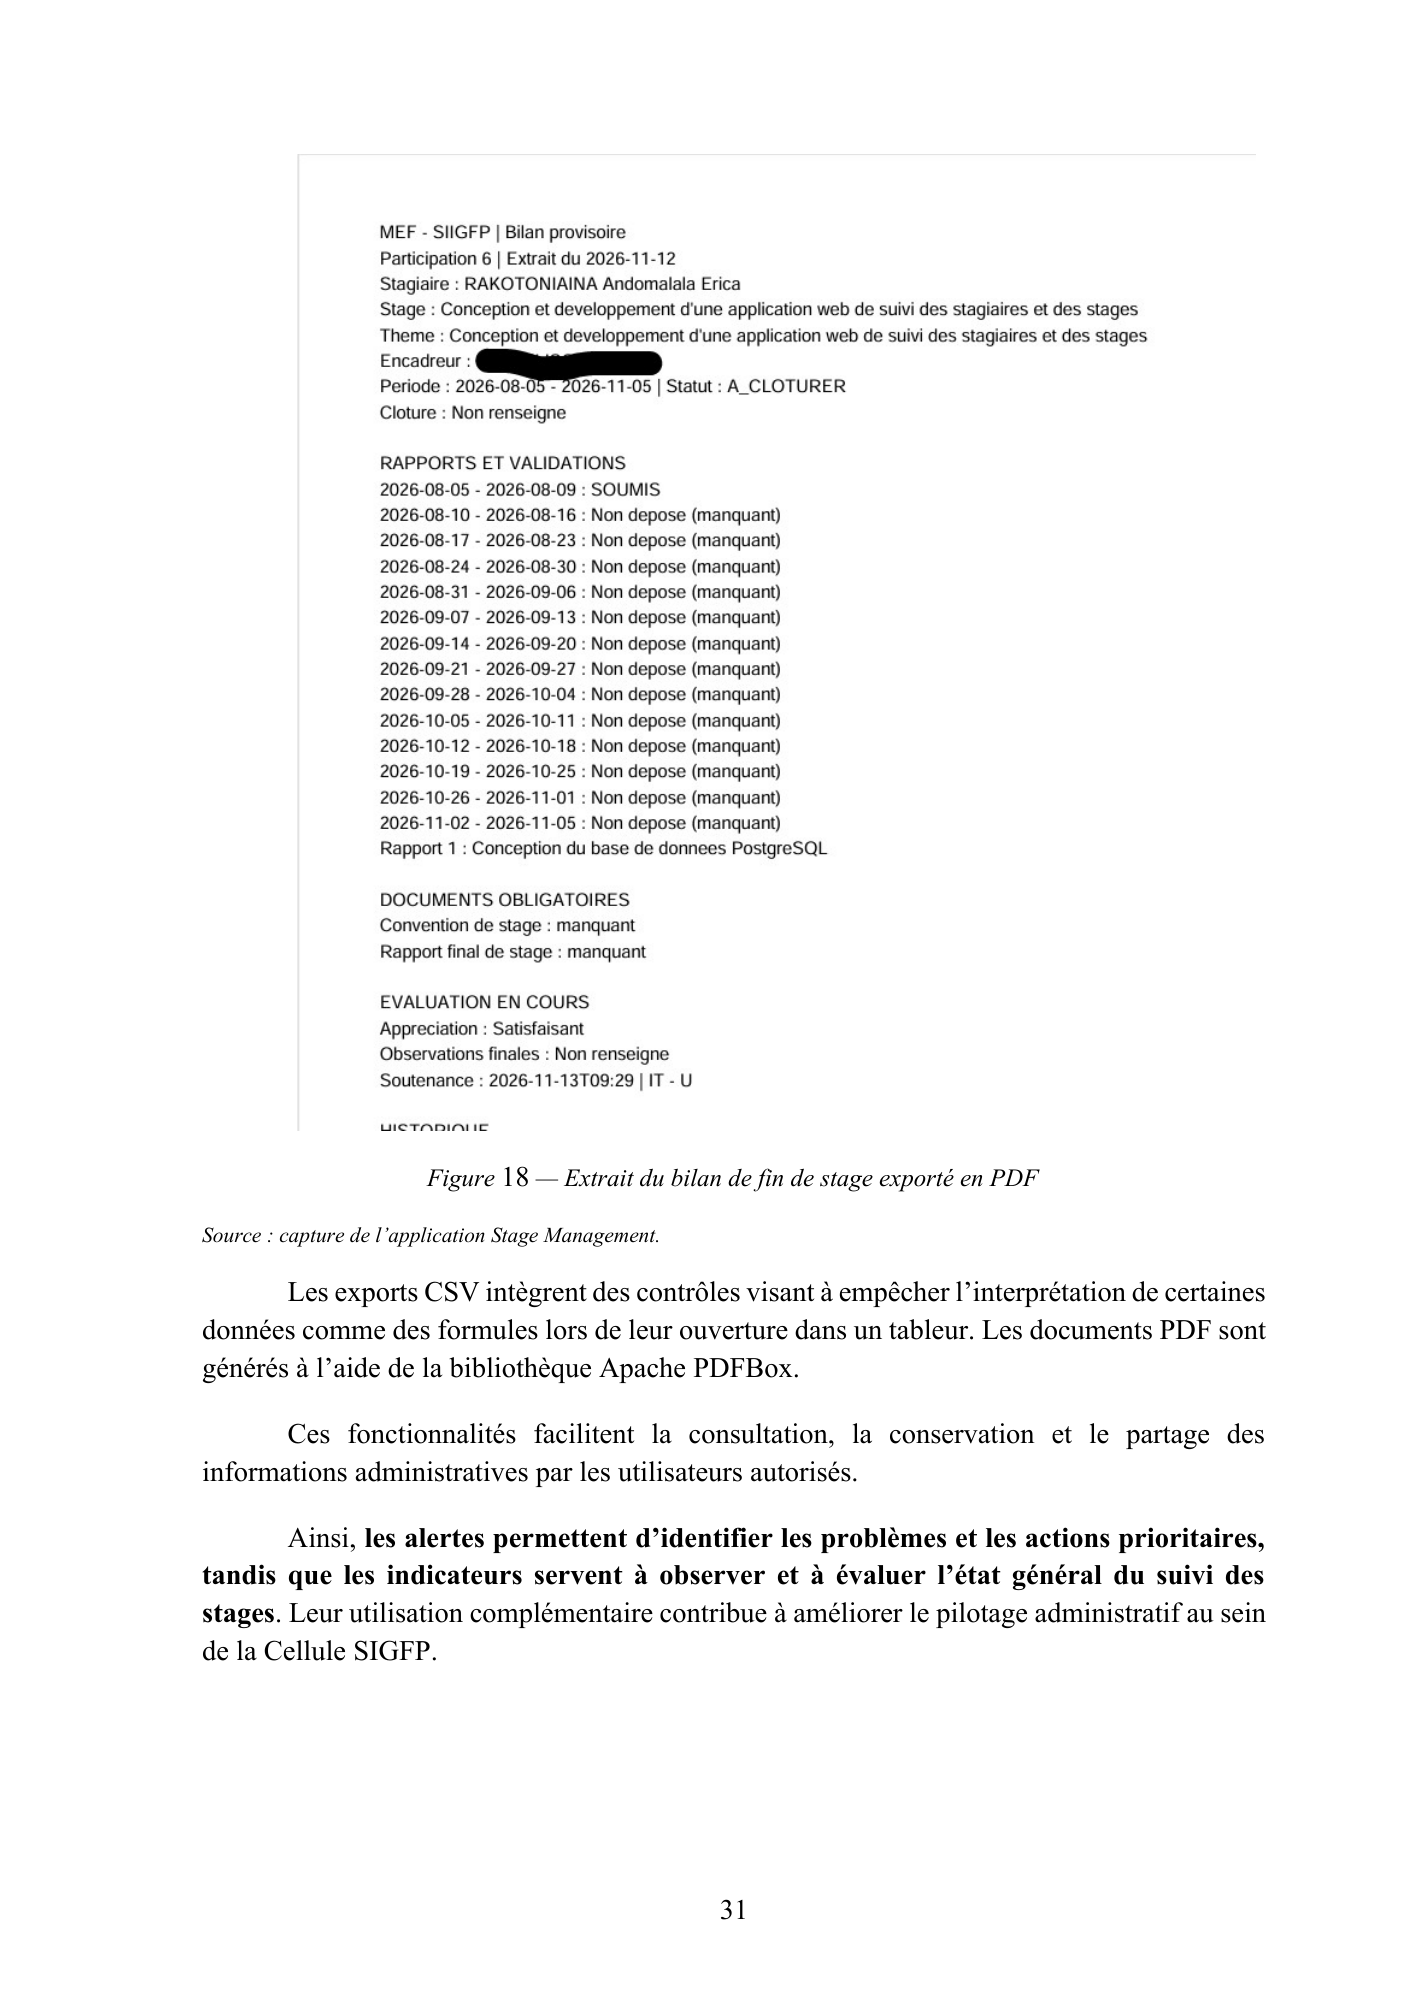 MEF - SIIGFP | Bilan provisoire
Participation 6 | Extrait du 2026-11-12
Stagiaire : RAKOTONIAINA Andomalala Erica
Stage : Conception et developpement d'une application web de suivi des stagiaires et des stages
Theme : Conception et developpement d'une application web de suivi des stagiaires et des stages
Encadreur :
Periode : 2026-08-05 - 2026-11-05 | Statut : A_CLOTURER
Cloture : Non renseigne
RAPPORTS ET VALIDATIONS
2026-08-05 - 2026-08-09 : SOUMIS
2026-08-10 - 2026-08-16 : Non depose (manquant)
2026-08-17 - 2026-08-23 : Non depose (manquant)
2026-08-24 - 2026-08-30 : Non depose (manquant)
2026-08-31 - 2026-09-06 : Non depose (manquant)
2026-09-07 - 2026-09-13 : Non depose (manquant)
2026-09-14 - 2026-09-20 : Non depose (manquant)
2026-09-21 - 2026-09-27 : Non depose (manquant)
2026-09-28 - 2026-10-04 : Non depose (manquant)
2026-10-05 - 2026-10-11 : Non depose (manquant)
2026-10-12 - 2026-10-18 : Non depose (manquant)
2026-10-19 - 2026-10-25 : Non depose (manquant)
2026-10-26 - 2026-11-01 : Non depose (manquant)
2026-11-02 - 2026-11-05 : Non depose (manquant)
Rapport 1 : Conception du base de donnees PostgreSQL
DOCUMENTS OBLIGATOIRES
Convention de stage : manquant
Rapport final de stage : manquant
EVALUATION EN COURS
Appreciation : Satisfaisant
Observations finales : Non renseigne
Soutenance : 2026-11-13T09:29 | IT - U
HISTORIQUE
Figure 18 — Extrait du bilan de fin de stage exporté en PDF
Source : capture de l’application Stage Management.
Les exports CSV intègrent des contrôles visant à empêcher l’interprétation de certaines
données comme des formules lors de leur ouverture dans un tableur. Les documents PDF sont
générés à l’aide de la bibliothèque Apache PDFBox.
Ces fonctionnalités facilitent la consultation, la conservation et le partage des
informations administratives par les utilisateurs autorisés.
Ainsi, les alertes permettent d’identifier les problèmes et les actions prioritaires,
tandis que les indicateurs servent à observer et à évaluer l’état général du suivi des
stages. Leur utilisation complémentaire contribue à améliorer le pilotage administratif au sein
de la Cellule SIGFP.
31